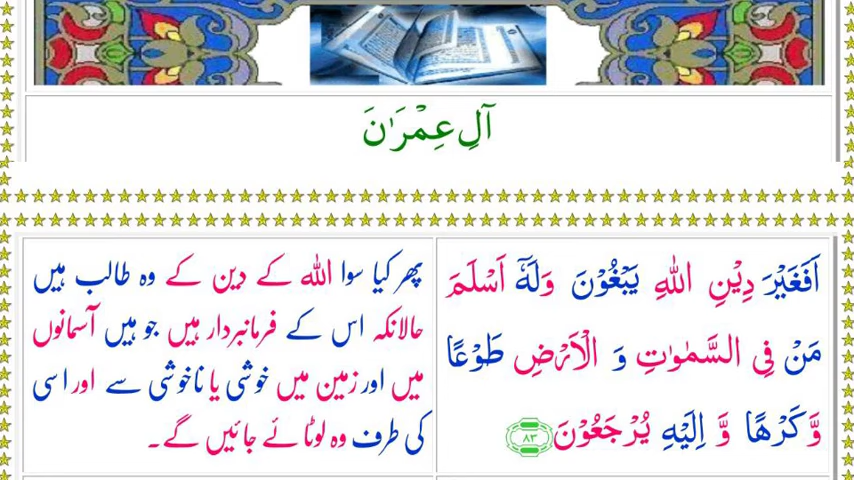 آلِ عِمْرٰنَ
اَفَغَيْرَ دِيْنِ اللّٰهِ يَبْغُوْنَ وَلَهٗۤ اَسْلَمَ
مَنْ فِي السَّمٰوٰتِ وَ الْاَرْضِ طَوْعًا
وَّ كَرْهًا وَّ اِلَيْهِ يُرْجَعُوْنَ ٨٣
پھر کیا سوا اللہ کے دین کے وہ طالب ہیں
حالانکہ اس کے فرمانبردار ہیں جو ہیں آسمانوں
میں اور زمین میں خوشی یا ناخوشی سے اور اسی
کی طرف وہ لوٹائے جائیں گے۔